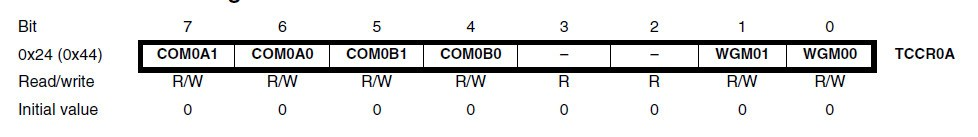 Bit 7 6 5 4 3 2 1 0
0x24 (0x44) COM0A1 COM0A0 COM0B1 COM0B0 – – WGM01 WGM00 TCCR0A
Read/write R/W R/W R/W R/W R R R/W R/W
Initial value 0 0 0 0 0 0 0 0